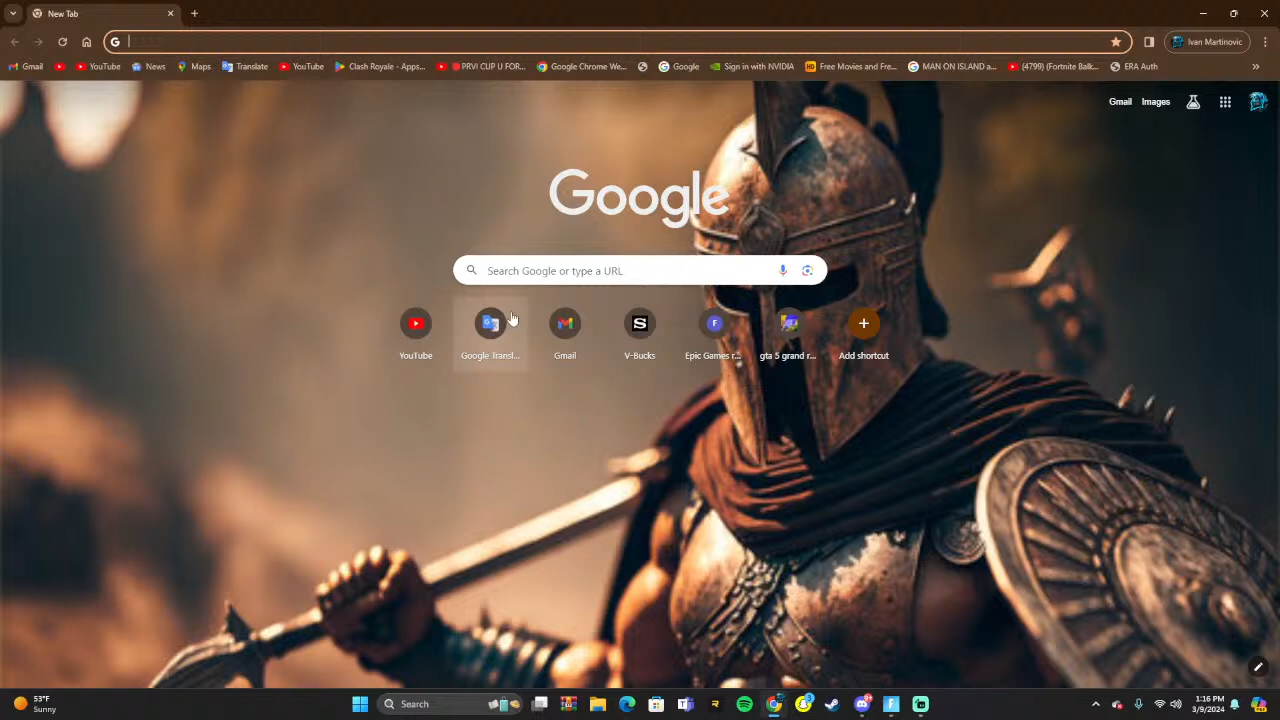 New Tab
Ivan Martinovic
Gmail YouTube News Maps Translate YouTube Clash Royale - Apps... PRVI CUP U FOR... Google Chrome We... Google Sign in with NVIDIA Free Movies and Fre... MAN ON ISLAND a... (4799) (Fortnite Balk... ERA Auth
Gmail Images
Google
Search Google or type a URL
YouTube Google Transl... Gmail V-Bucks Epic Games r... gta 5 grand r... Add shortcut
53°F
Sunny
Search
1:16 PM
3/9/2024